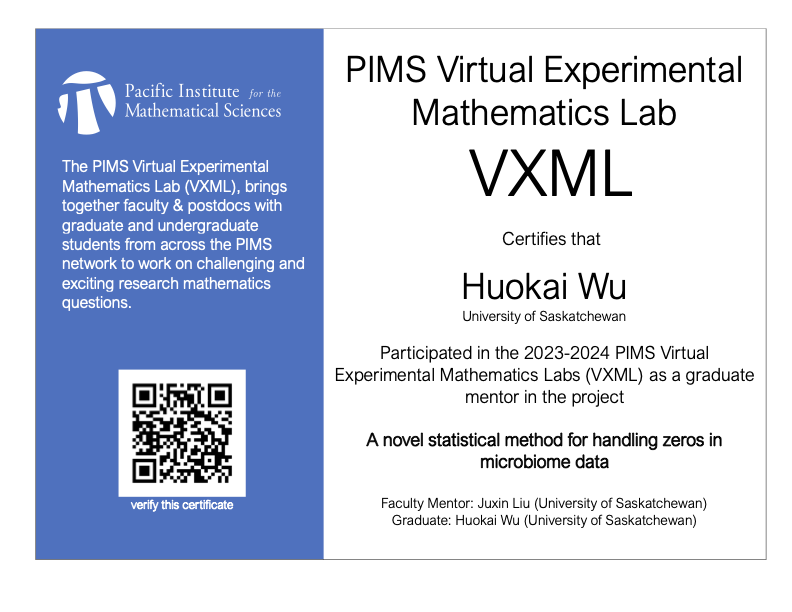 Pacific Institute for the
Mathematical Sciences
The PIMS Virtual Experimental
Mathematics Lab (VXML), brings
together faculty & postdocs with
graduate and undergraduate
students from across the PIMS
network to work on challenging and
exciting research mathematics
questions.
verify this certificate
PIMS Virtual Experimental
Mathematics Lab
VXML
Certifies that
Huokai Wu
University of Saskatchewan
Participated in the 2023-2024 PIMS Virtual
Experimental Mathematics Labs (VXML) as a graduate
mentor in the project
A novel statistical method for handling zeros in
microbiome data
Faculty Mentor: Juxin Liu (University of Saskatchewan)
Graduate: Huokai Wu (University of Saskatchewan)